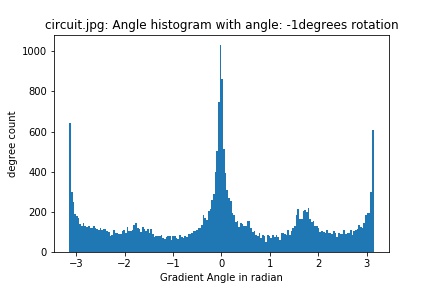 circuit.jpg: Angle histogram with angle: -1degrees rotation
1000
800
600
400
200
0
degree count
−3 −2 −1 0 1 2 3
Gradient Angle in radian